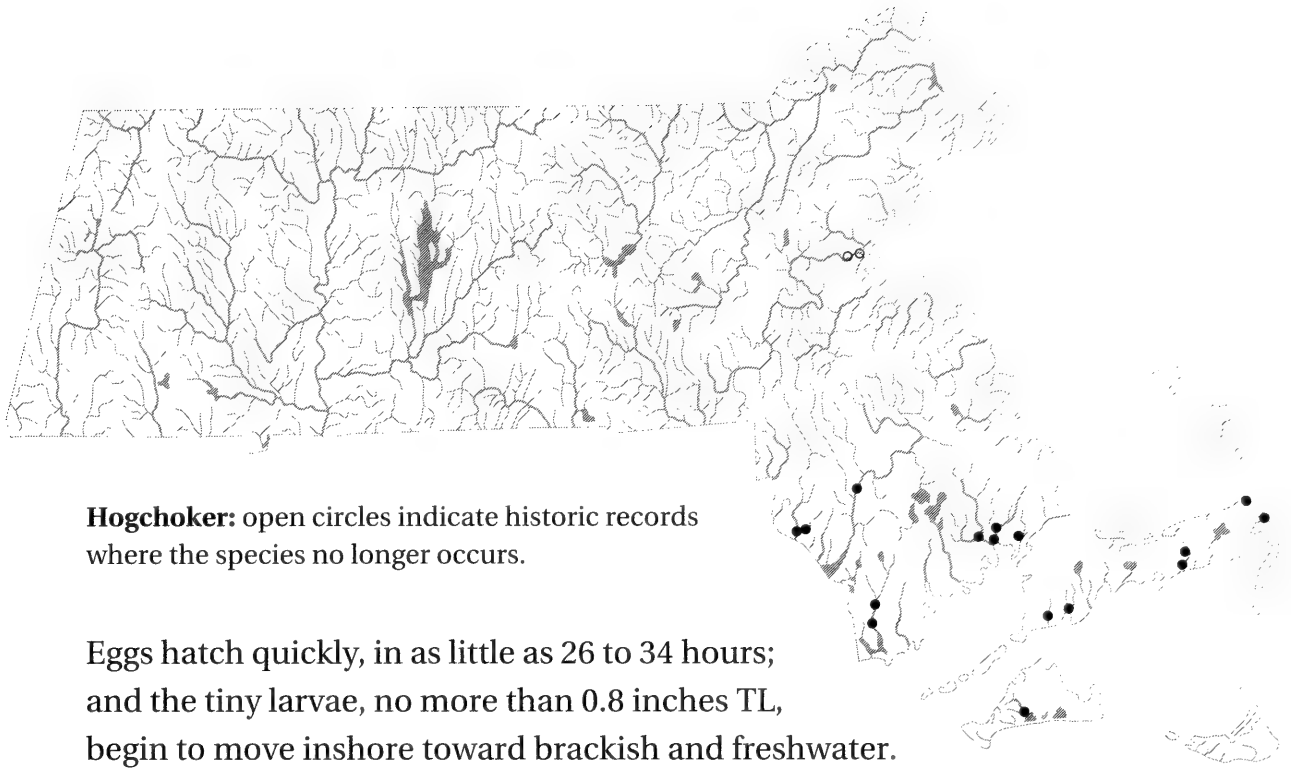 Hogchoker: open circles indicate historic records
where the species no longer occurs.
Eggs hatch quickly, in as little as 26 to 34 hours;
and the tiny larvae, no more than 0.8 inches TL,
begin to move inshore toward brackish and freshwater.